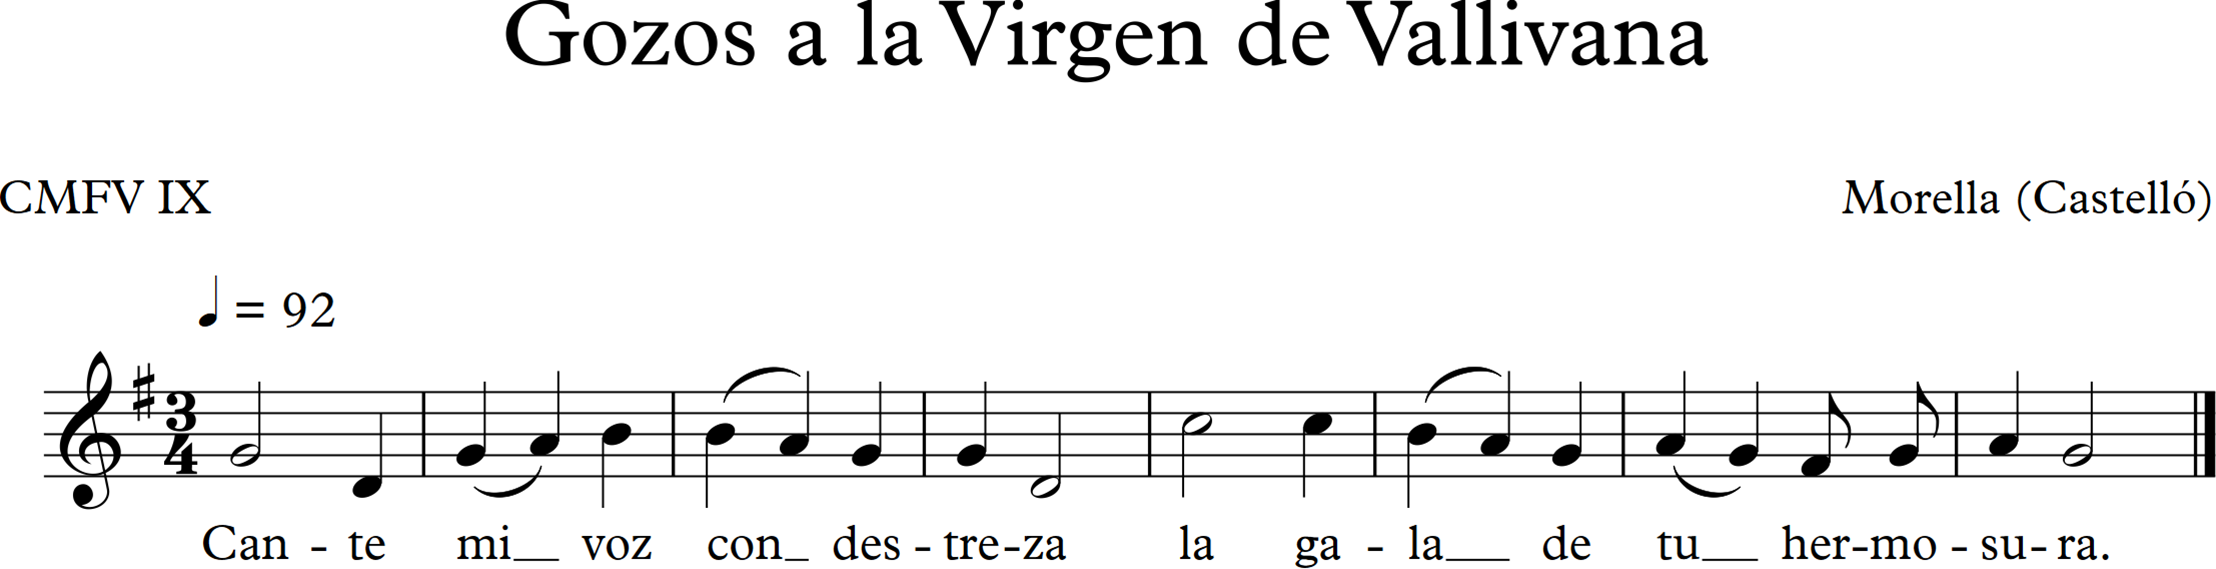 Gozos a la Virgen de Vallivana
CMFV IX
Morella (Castelló)
♩ = 92
3
4
Can - te mi__ voz con_ des - tre-za la ga - la__ de tu__ her-mo - su- ra.